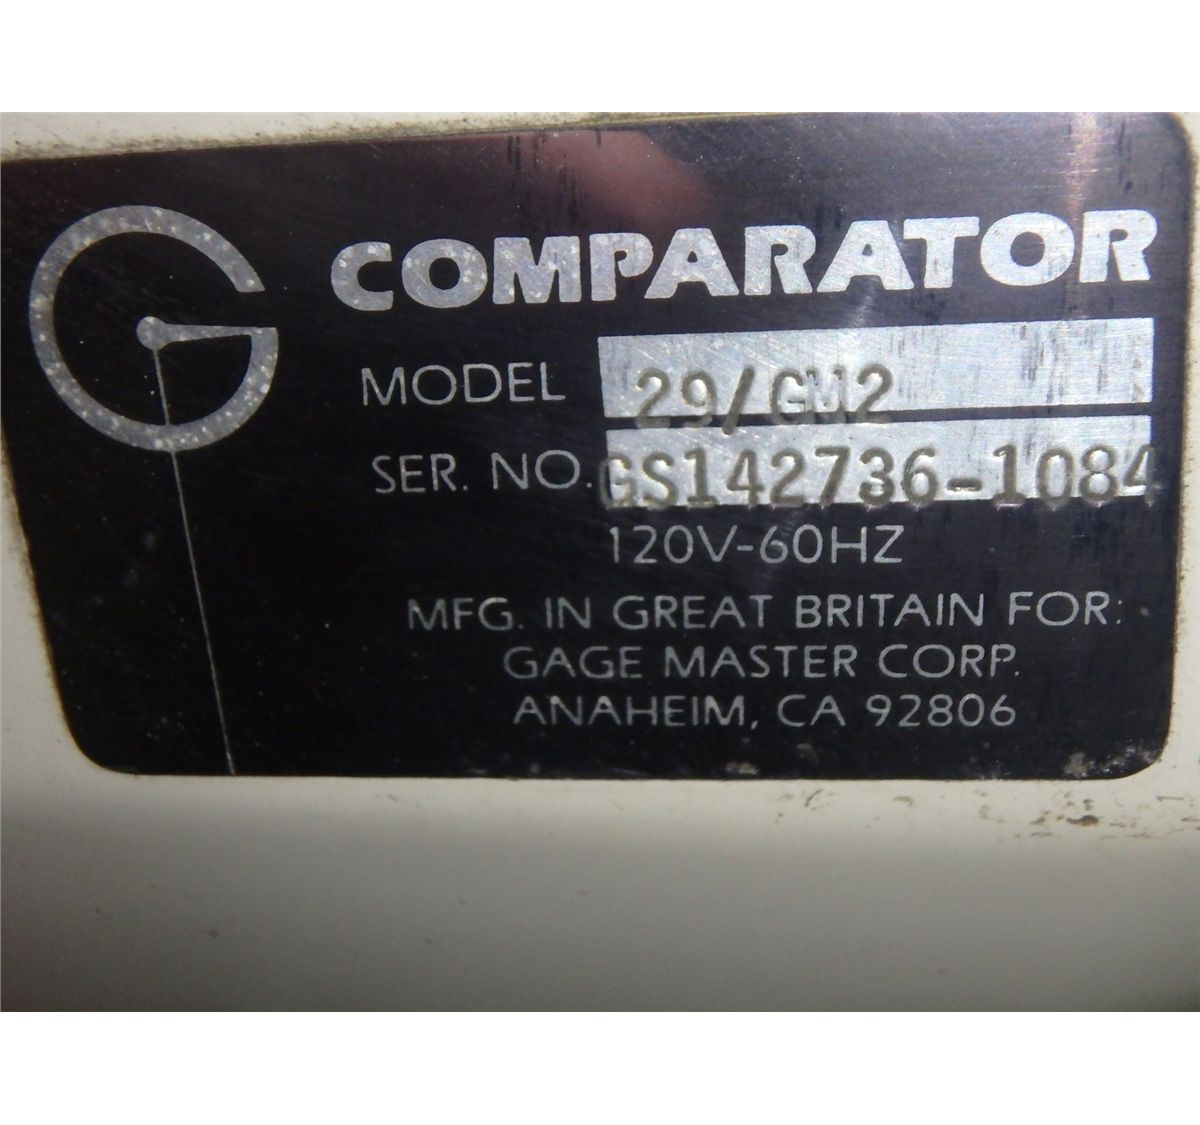 COMPARATOR
MODEL 29/GM2
SER. NO. GS142736-1084
120V-60HZ
MFG. IN GREAT BRITAIN FOR:
GAGE MASTER CORP.
ANAHEIM, CA 92806